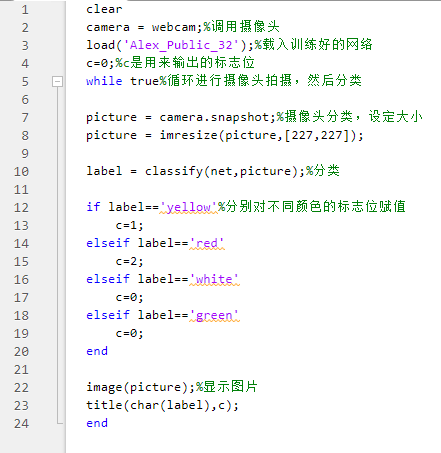 1 clear
2 camera = webcam;%调用摄像头
3 load('Alex_Public_32');%载入训练好的网络
4 c=0;%c是用来输出的标志位
5 while true%循环进行摄像头拍摄，然后分类
6
7 picture = camera.snapshot;%摄像头分类，设定大小
8 picture = imresize(picture,[227,227]);
9
10 label = classify(net,picture);%分类
11
12 if label=='yellow'%分别对不同颜色的标志位赋值
13 c=1;
14 elseif label=='red'
15 c=2;
16 elseif label=='white'
17 c=0;
18 elseif label=='green'
19 c=0;
20 end
21
22 image(picture);%显示图片
23 title(char(label),c);
24 end